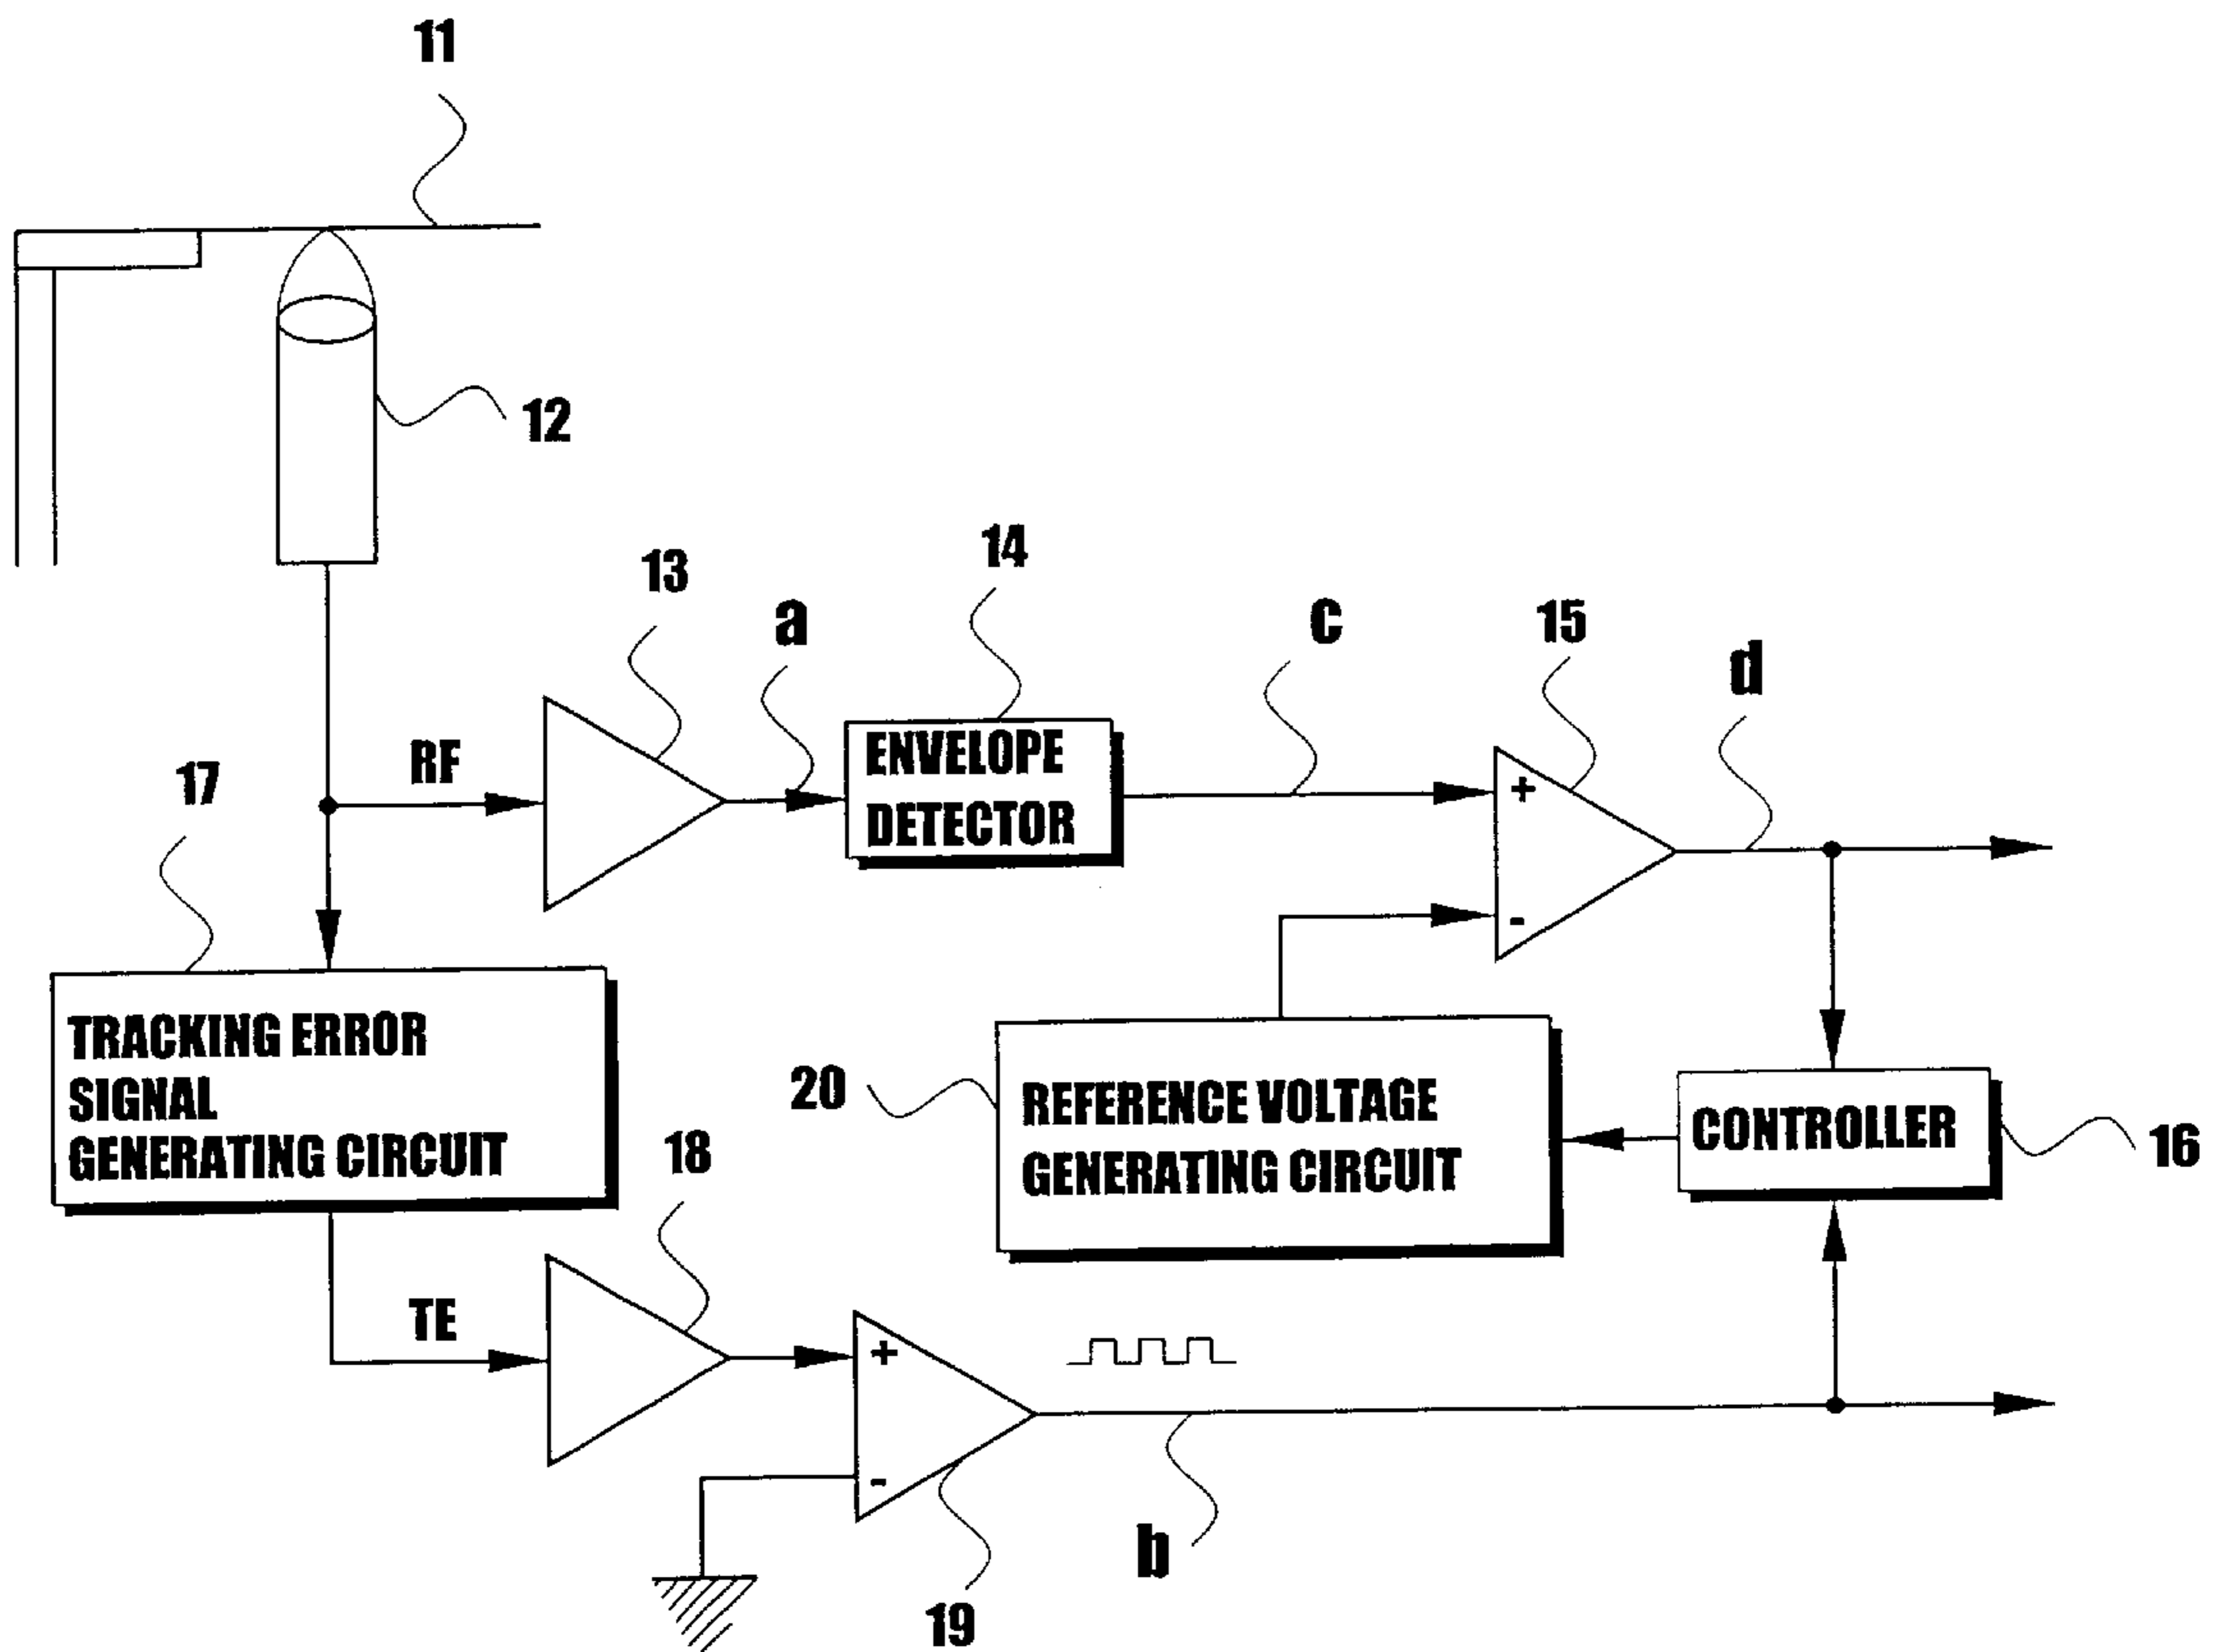 11
12
13
a
14
C
15
d
RF
ENVELOPE
DETECTOR
+
-
17
TRACKING ERROR
SIGNAL
GENERATING CIRCUIT
20
REFERENCE VOLTAGE
GENERATING CIRCUIT
CONTROLLER
16
18
TE
+
-
b
19